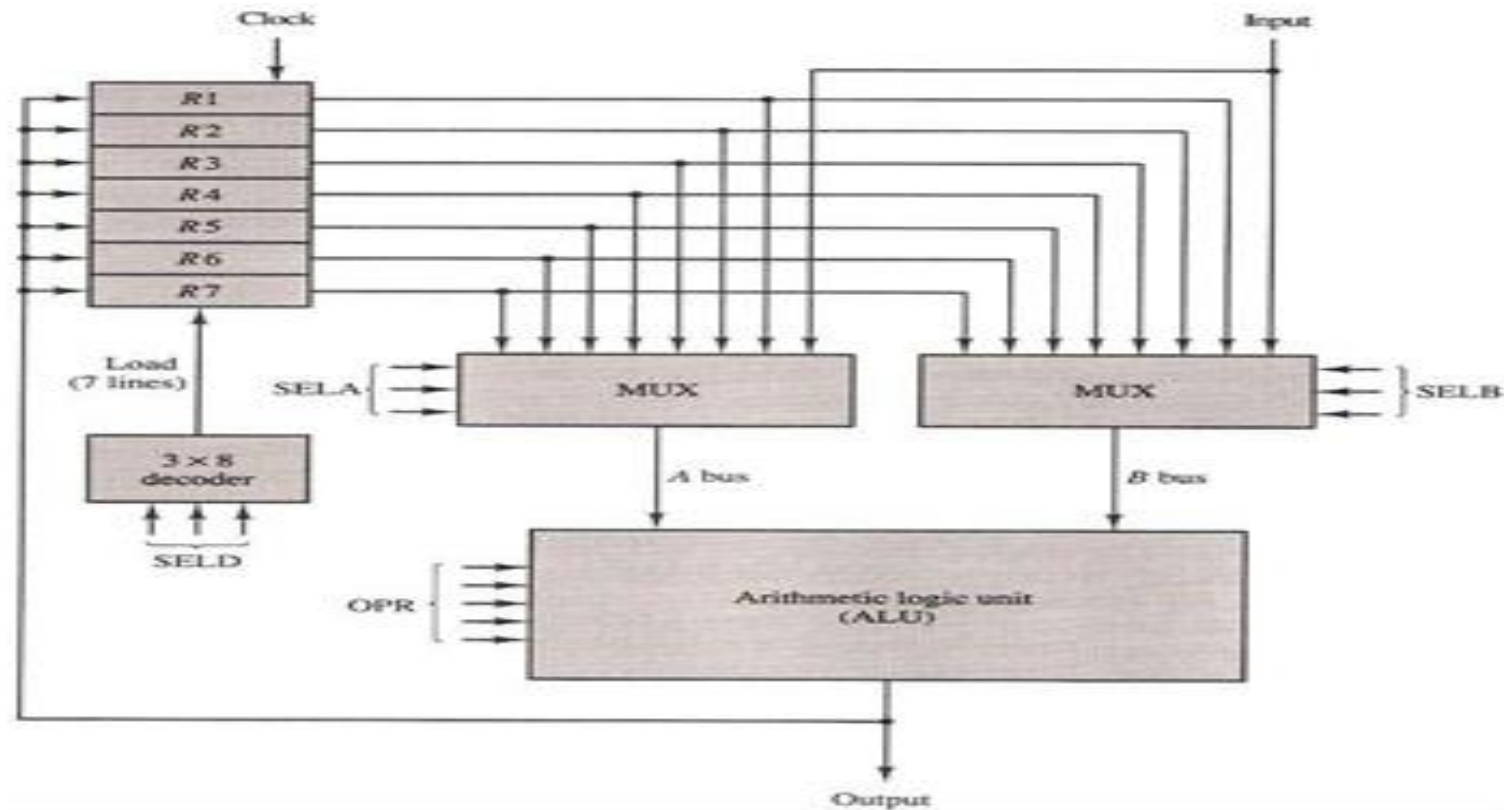 Clock
Input
R1
R2
R3
R4
R5
R6
R7
Load
(7 lines)
SELA
MUX
MUX
SELB
3 × 8
decoder
A bus
B bus
SELD
OPR
Arithmetic logic unit
(ALU)
Output